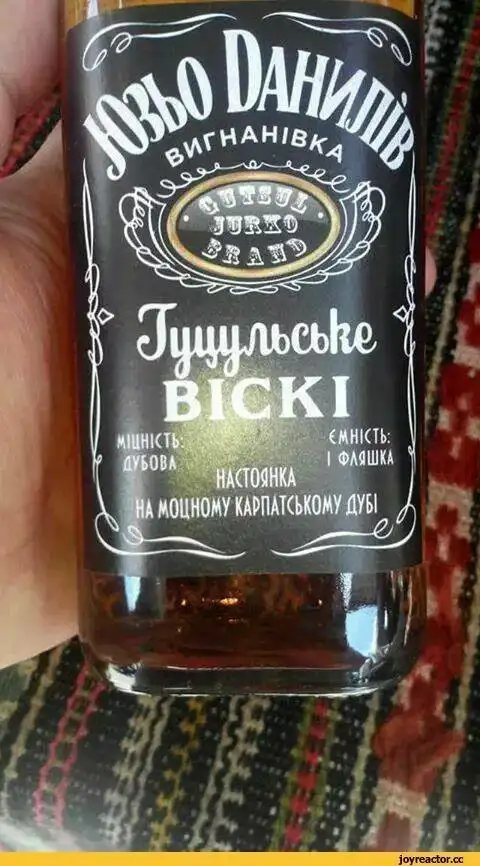 Юзьо Данилів
ВИГНАНІВКА
GUTSUL
JURKO
BRAND
Гуцульське
ВІСКІ
МІЦНІСТЬ:
ДУБОВА
ЄМНІСТЬ:
1 ФЛЯШКА
НАСТОЯНКА
НА МОЦНОМУ КАРПАТСЬКОМУ ДУБІ
joyreactor.cc